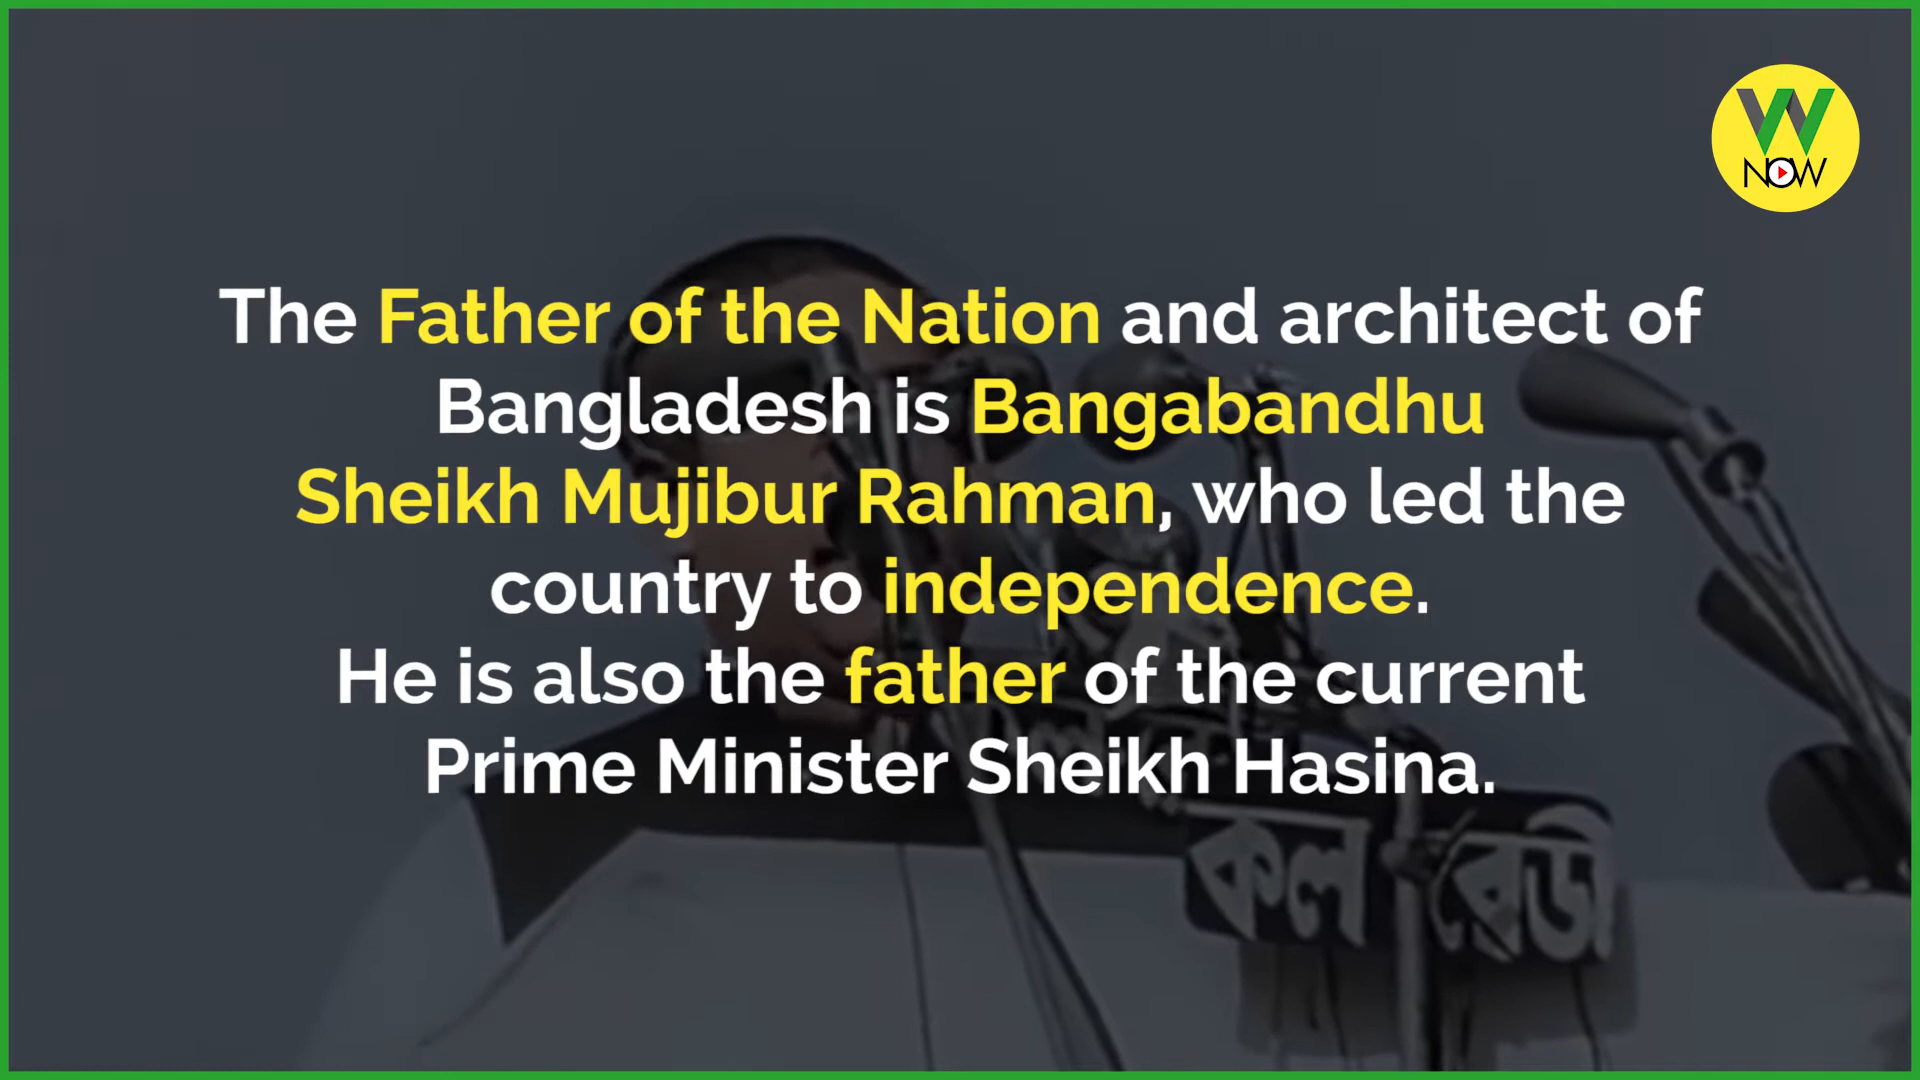 W
NOW
The Father of the Nation and architect of
Bangladesh is Bangabandhu
Sheikh Mujibur Rahman, who led the
country to independence.
He is also the father of the current
Prime Minister Sheikh Hasina.
কল রেডী